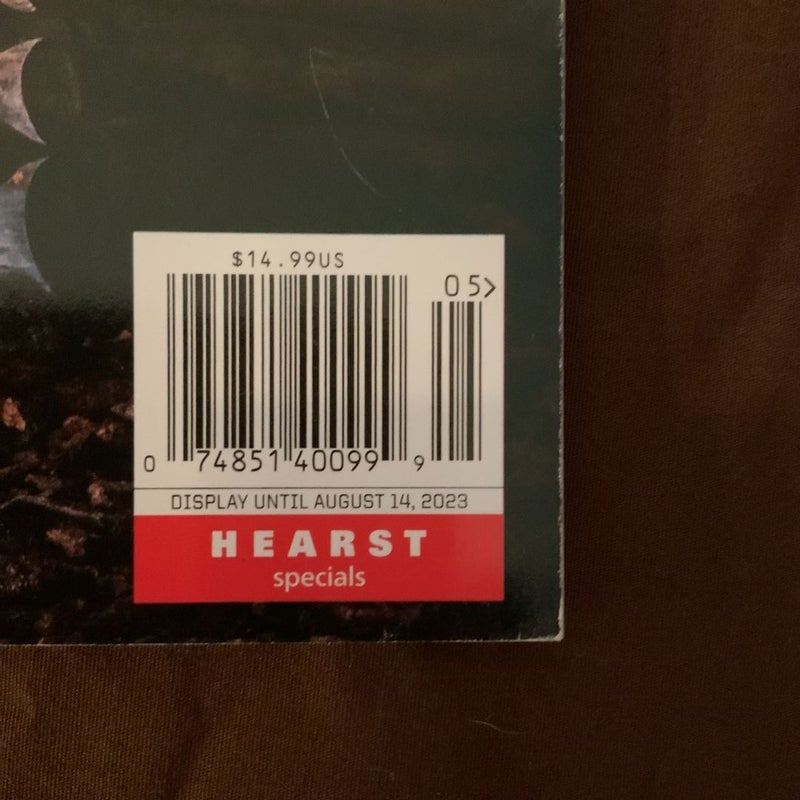 $14.99US
05>
0 74851 40099 9
DISPLAY UNTIL AUGUST 14, 2023
HEARST
specials